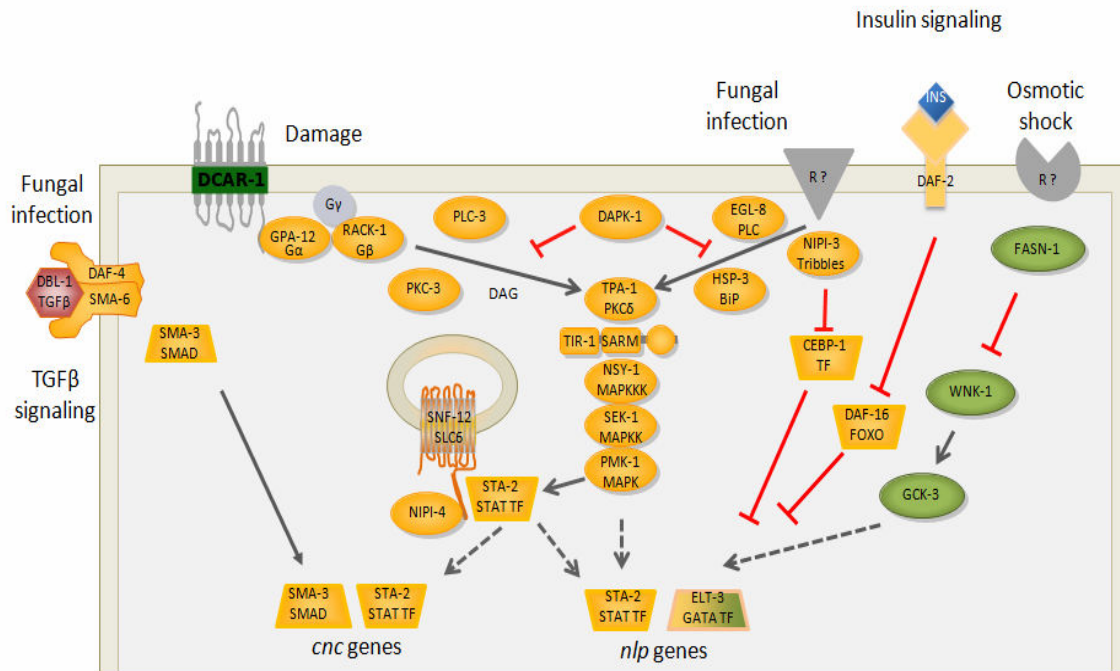 Insulin signaling
INS
Fungal
infection
Osmotic
shock
Damage
DCAR-1
R ?
DAF-2
R ?
Fungal
infection
Gγ
GPA-12
Gα
RACK-1
Gβ
PLC-3
DAPK-1
EGL-8
PLC
NIPI-3
Tribbles
FASN-1
DAF-4
DBL-1
TGFβ
SMA-6
PKC-3
DAG
TPA-1
PKCδ
HSP-3
BiP
SMA-3
SMAD
TIR-1
SARM
CEBP-1
TF
TGFβ
signaling
NSY-1
MAPKKK
WNK-1
SNF-12
SLC6
SEK-1
MAPKK
DAF-16
FOXO
PMK-1
MAPK
STA-2
STAT TF
NIPI-4
GCK-3
SMA-3
SMAD
STA-2
STAT TF
STA-2
STAT TF
ELT-3
GATA TF
cnc genes
nlp genes